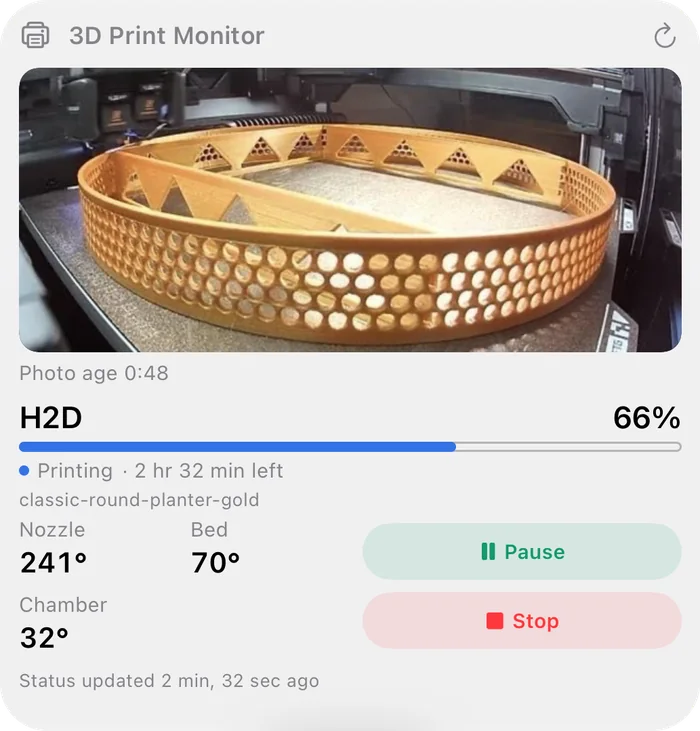 3D Print Monitor
Photo age 0:48
H2D 66%
Printing · 2 hr 32 min left
classic-round-planter-gold
Nozzle Bed
241° 70°
Pause
Chamber
32°
Stop
Status updated 2 min, 32 sec ago